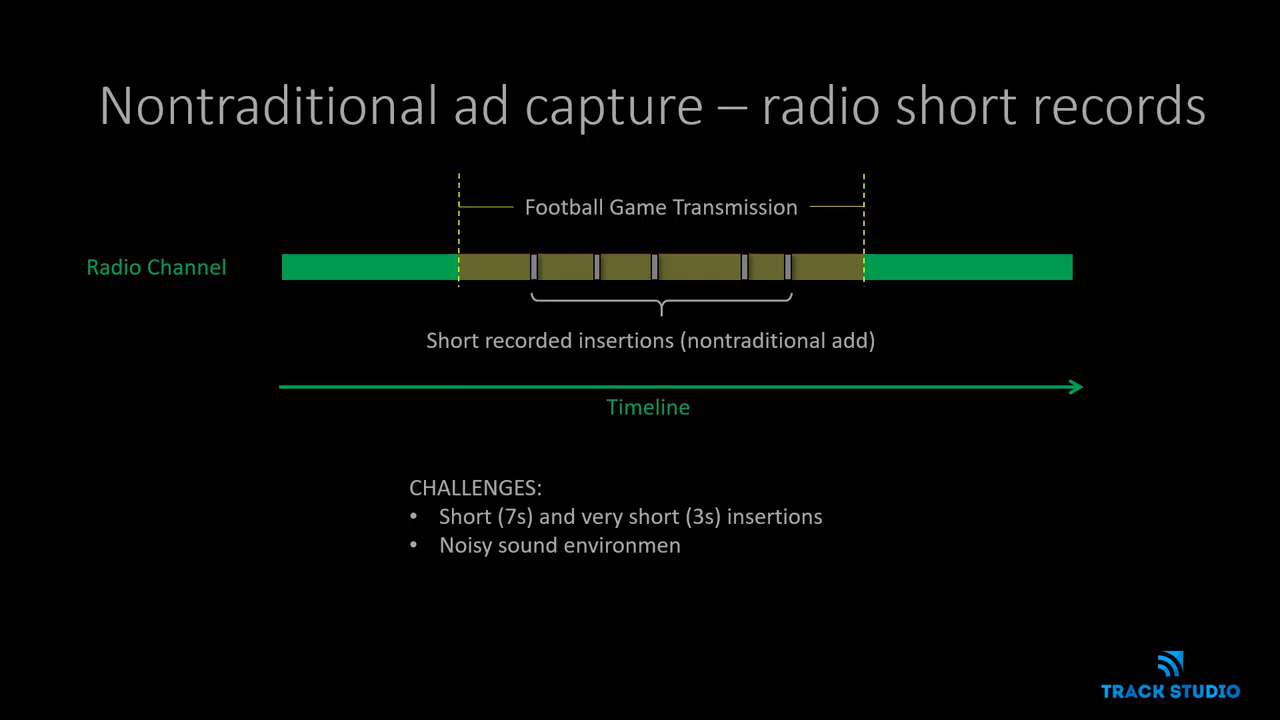 Nontraditional ad capture – radio short records
Football Game Transmission
Radio Channel
Short recorded insertions (nontraditional add)
Timeline
CHALLENGES:
• Short (7s) and very short (3s) insertions
• Noisy sound environmen
TRACK STUDIO